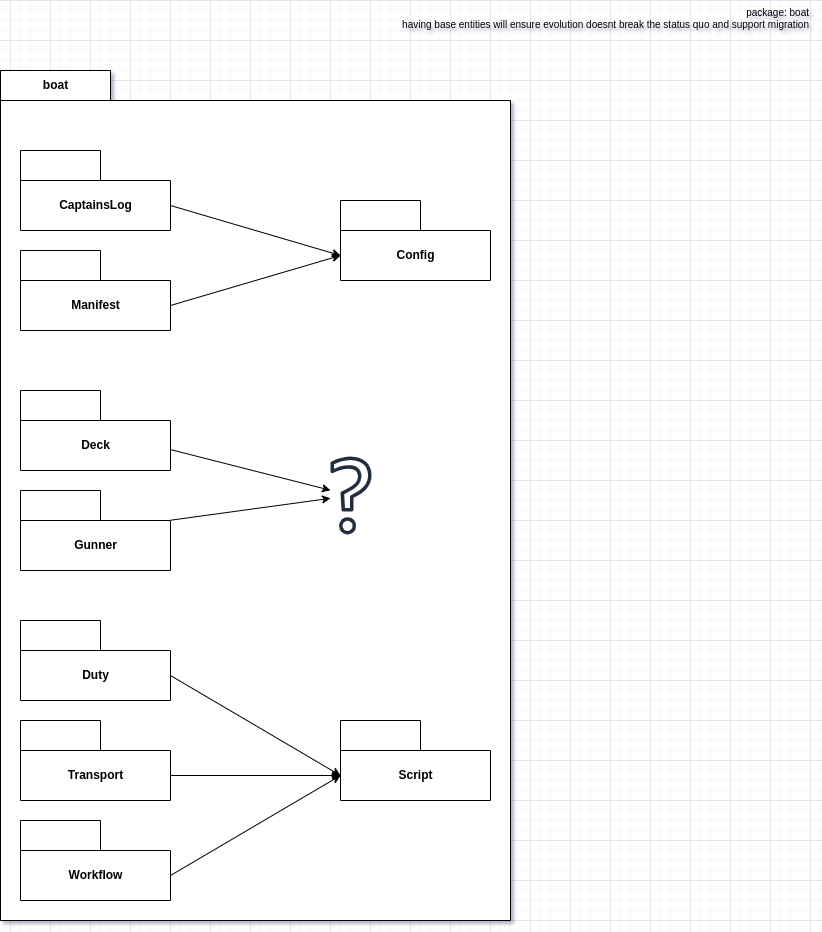 package: boat
having base entities will ensure evolution doesnt break the status quo and support migration
boat
CaptainsLog
Config
Manifest
Deck
?
Gunner
Duty
Transport
Script
Workflow